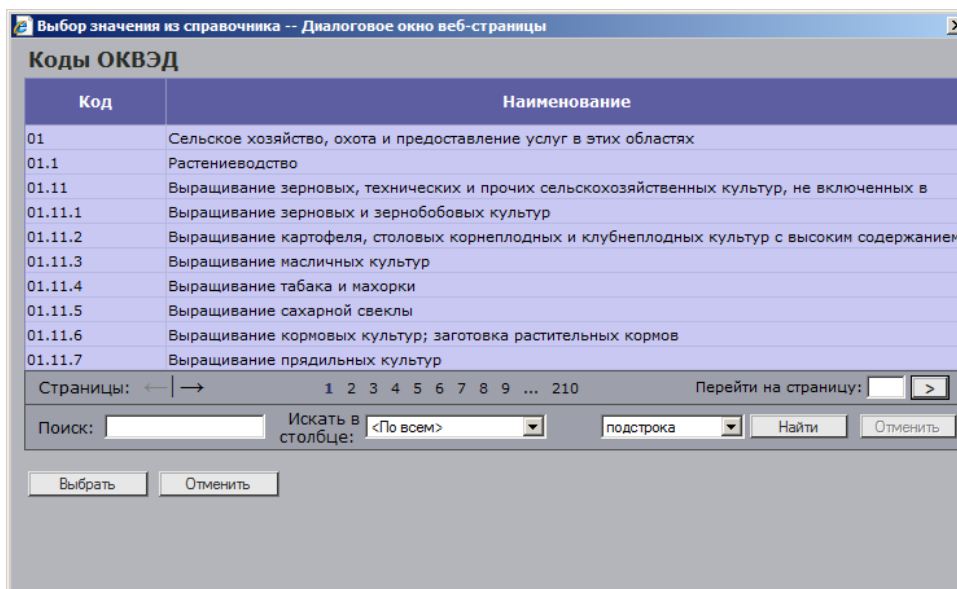 Выбор значения из справочника -- Диалоговое окно веб-страницы
Коды ОКВЭД
Код Наименование
01 Сельское хозяйство, охота и предоставление услуг в этих областях
01.1 Растениеводство
01.11 Выращивание зерновых, технических и прочих сельскохозяйственных культур, не включенных в
01.11.1 Выращивание зерновых и зернобобовых культур
01.11.2 Выращивание картофеля, столовых корнеплодных и клубнеплодных культур с высоким содержанием
01.11.3 Выращивание масличных культур
01.11.4 Выращивание табака и махорки
01.11.5 Выращивание сахарной свеклы
01.11.6 Выращивание кормовых культур; заготовка растительных кормов
01.11.7 Выращивание прядильных культур
Страницы: ← | → 1 2 3 4 5 6 7 8 9 ... 210 Перейти на страницу: >
Поиск: Искать в столбце: <По всем> подстрока Найти Отменить
Выбрать Отменить